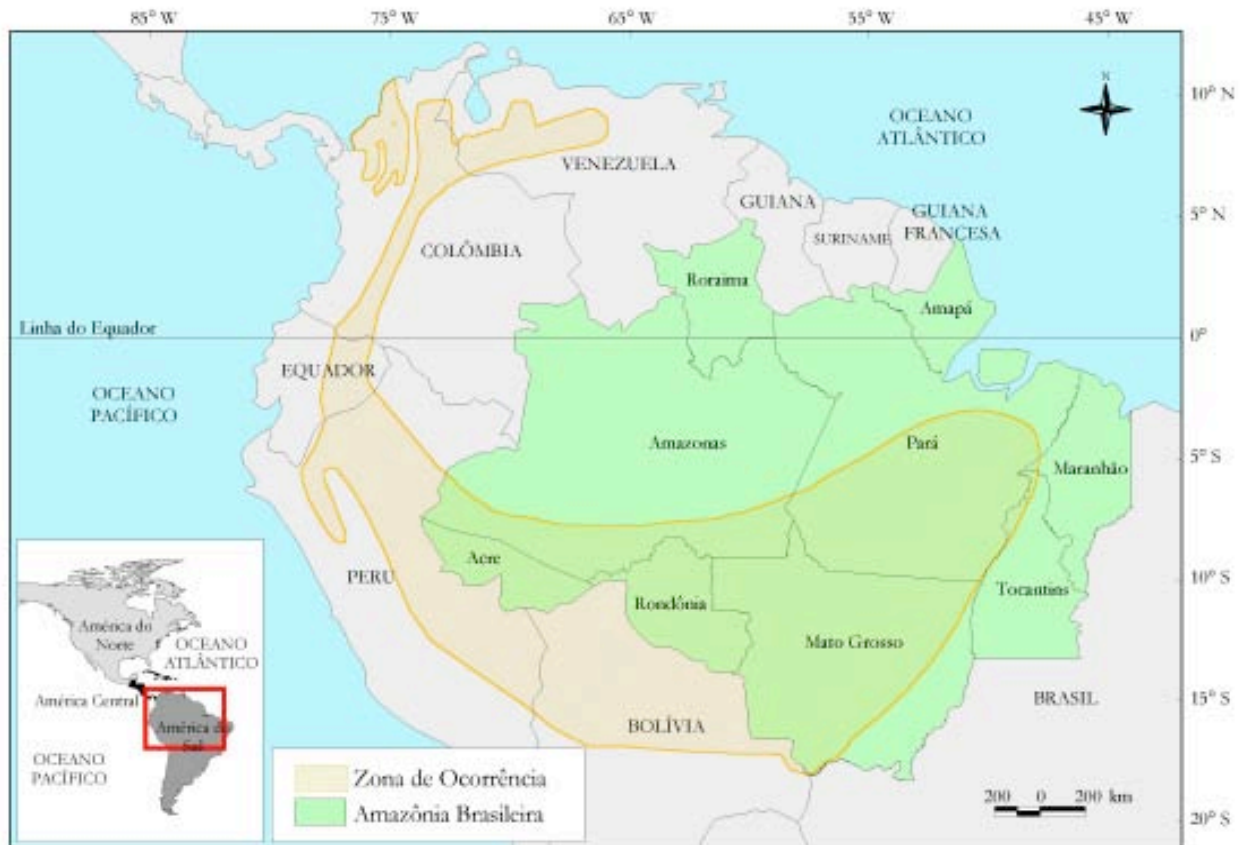 85° W 75° W 65° W 55° W 45° W
N
10° N
OCEANO
ATLÂNTICO
VENEZUELA
GUIANA
GUIANA
FRANCESA
SURINAME
5° N
COLÔMBIA
Roraima
Amapá
Linha do Equador
0°
EQUADOR
OCEANO
PACÍFICO
Amazonas
Pará
Maranhão
5° S
PERU
Acre
Rondônia
Tocantins
10° S
Mato Grosso
BOLÍVIA
BRASIL
15° S
América do
Norte
OCEANO
ATLÂNTICO
América Central
América do
Sul
OCEANO
PACÍFICO
Zona de Ocorrência
Amazônia Brasileira
200 0 200 km
20° S